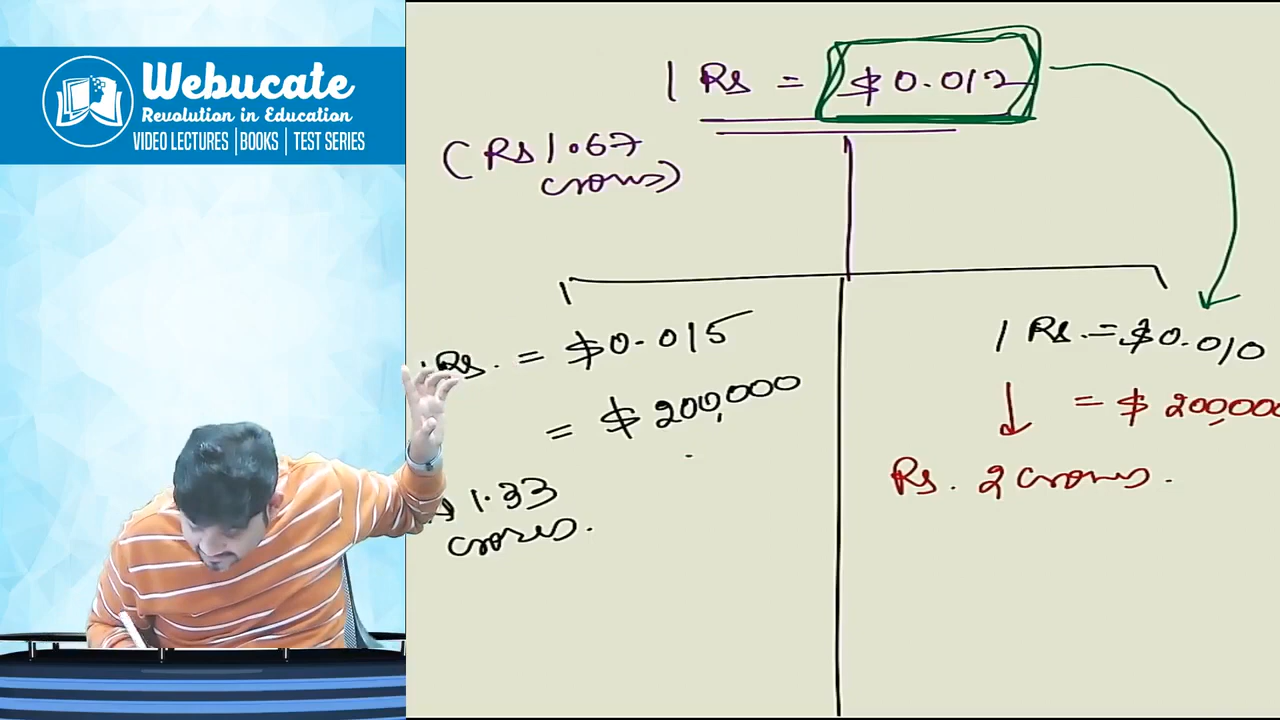 Webucate
Revolution in Education
VIDEO LECTURES | BOOKS | TEST SERIES
1 Rs = $0.012
(Rs 1.67
crores)
Rs. = $0.015
= $200,000
1.33
crores.
1 Rs. = $0.010
= $200,000
Rs. 2 crores.